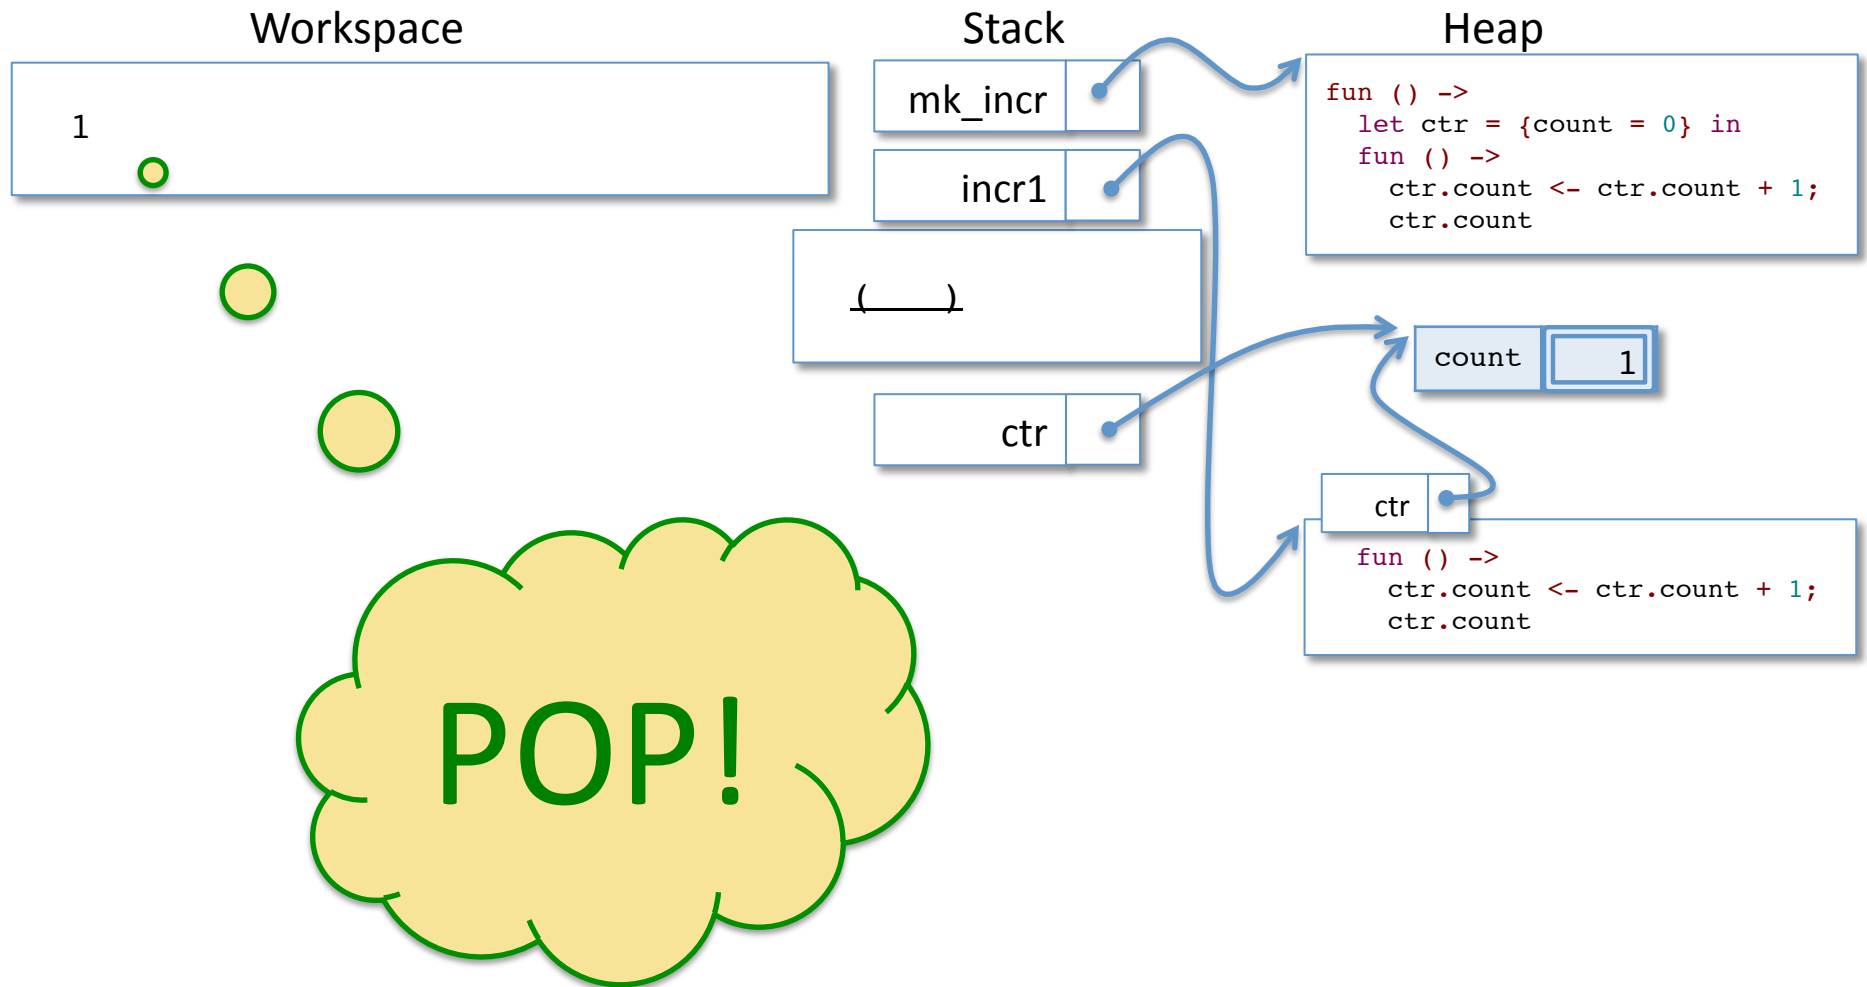 Workspace
Stack
Heap
1
mk_incr
incr1
(____)
ctr
fun () ->
let ctr = {count = 0} in
fun () ->
ctr.count <- ctr.count + 1;
ctr.count
count 1
ctr
fun () ->
ctr.count <- ctr.count + 1;
ctr.count
POP!